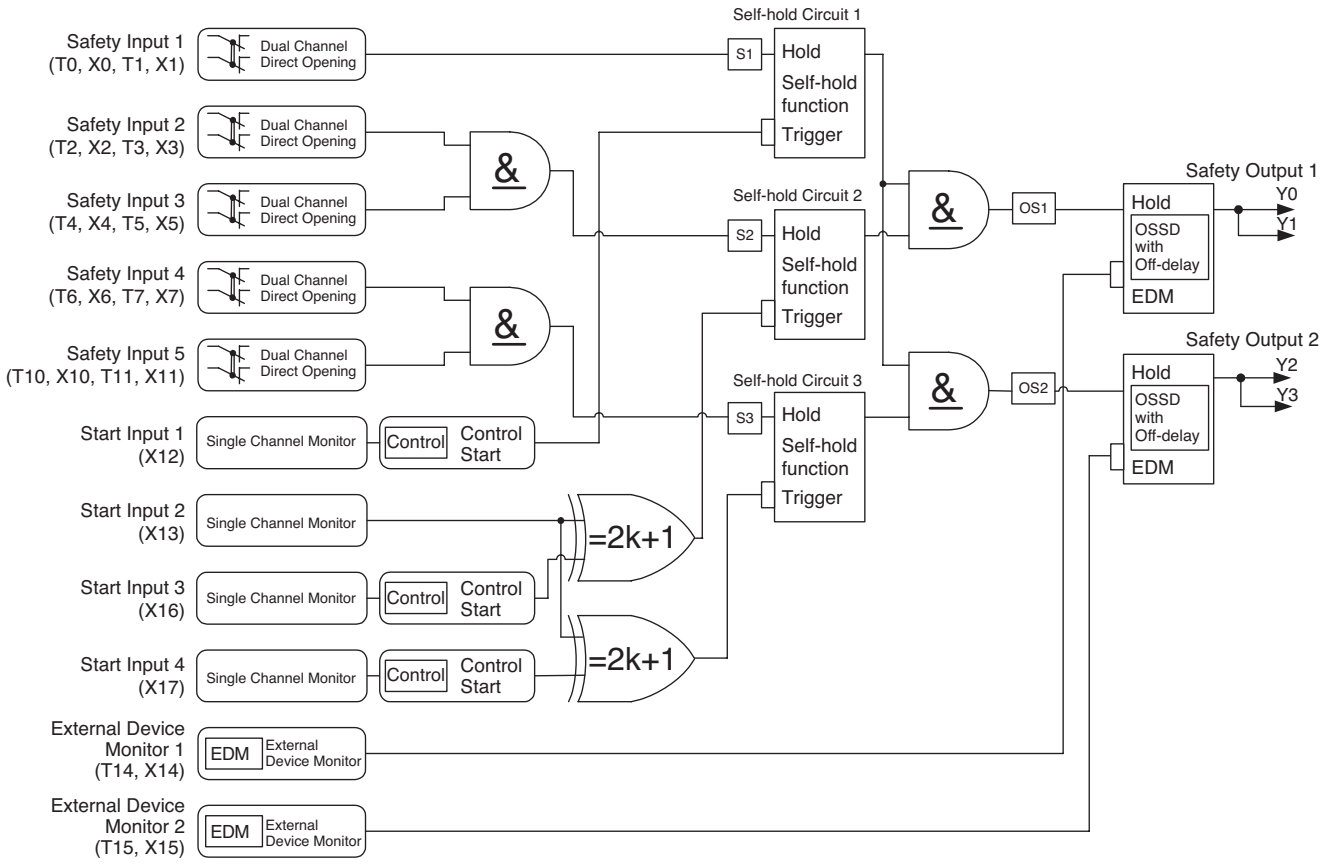 Safety Input 1
(T0, X0, T1, X1)
Dual Channel
Direct Opening
Safety Input 2
(T2, X2, T3, X3)
Dual Channel
Direct Opening
Safety Input 3
(T4, X4, T5, X5)
Dual Channel
Direct Opening
Safety Input 4
(T6, X6, T7, X7)
Dual Channel
Direct Opening
Safety Input 5
(T10, X10, T11, X11)
Dual Channel
Direct Opening
Start Input 1
(X12)
Single Channel Monitor
Control
Control
Start
Start Input 2
(X13)
Single Channel Monitor
Start Input 3
(X16)
Single Channel Monitor
Control
Control
Start
Start Input 4
(X17)
Single Channel Monitor
Control
Control
Start
External Device
Monitor 1
(T14, X14)
EDM
External
Device Monitor
External Device
Monitor 2
(T15, X15)
EDM
External
Device Monitor
&
&
=2k+1
=2k+1
Self-hold Circuit 1
S1
Hold
Self-hold
function
Trigger
Self-hold Circuit 2
S2
Hold
Self-hold
function
Trigger
Self-hold Circuit 3
S3
Hold
Self-hold
function
Trigger
&
OS1
&
OS2
Safety Output 1
Hold
OSSD
with
Off-delay
EDM
Y0
Y1
Safety Output 2
Hold
OSSD
with
Off-delay
EDM
Y2
Y3